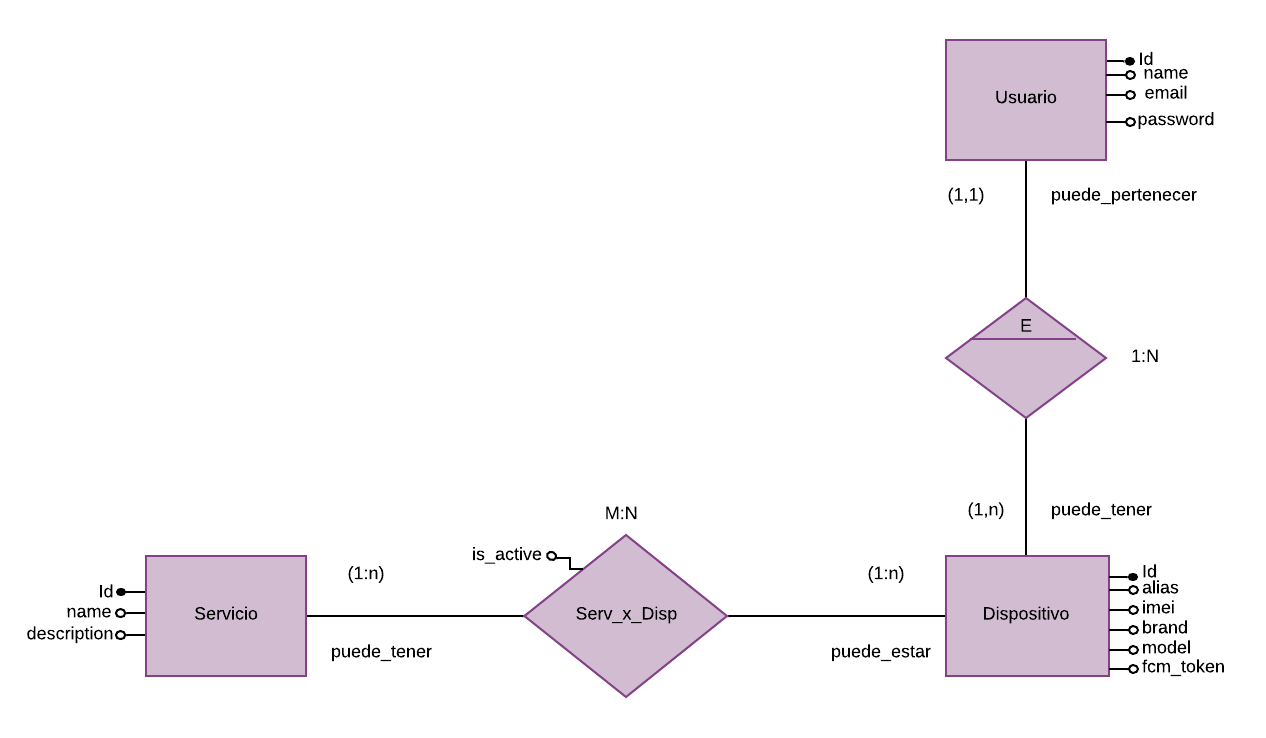 Usuario
Id
name
email
password
(1,1)
puede_pertenecer
E
1:N
(1,n)
puede_tener
M:N
is_active
(1:n)
(1:n)
Id
name
description
Servicio
Serv_x_Disp
Dispositivo
Id
alias
imei
brand
model
fcm_token
puede_tener
puede_estar